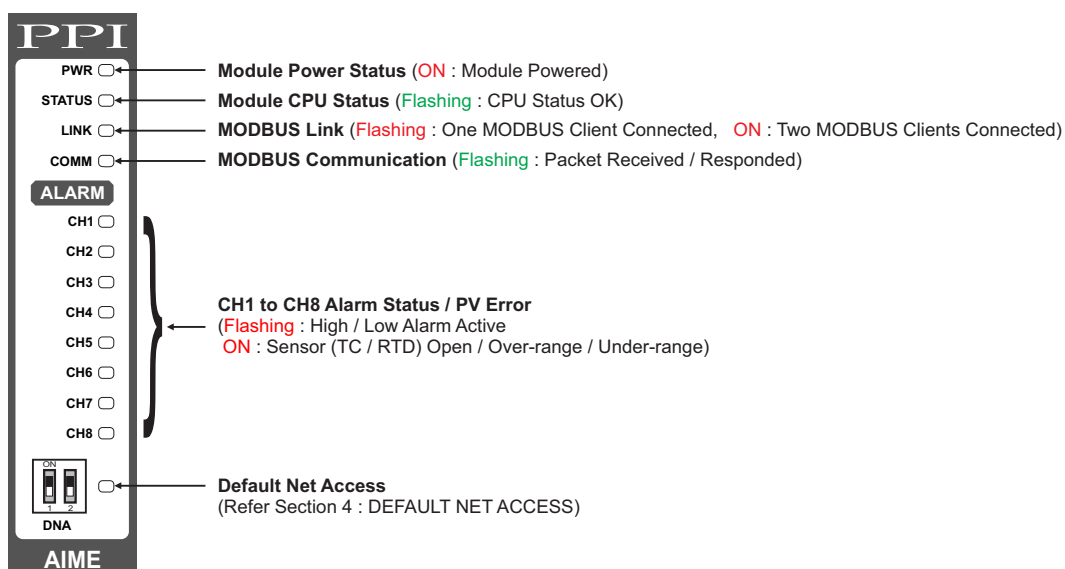 PPI
PWR
Module Power Status (ON : Module Powered)
STATUS
Module CPU Status (Flashing : CPU Status OK)
LINK
MODBUS Link (Flashing : One MODBUS Client Connected, ON : Two MODBUS Clients Connected)
COMM
MODBUS Communication (Flashing : Packet Received / Responded)
ALARM
CH1
CH2
CH3
CH4
CH5
CH6
CH7
CH8
CH1 to CH8 Alarm Status / PV Error
(Flashing : High / Low Alarm Active
ON : Sensor (TC / RTD) Open / Over-range / Under-range)
ON
1 2
DNA
Default Net Access
(Refer Section 4 : DEFAULT NET ACCESS)
AIME